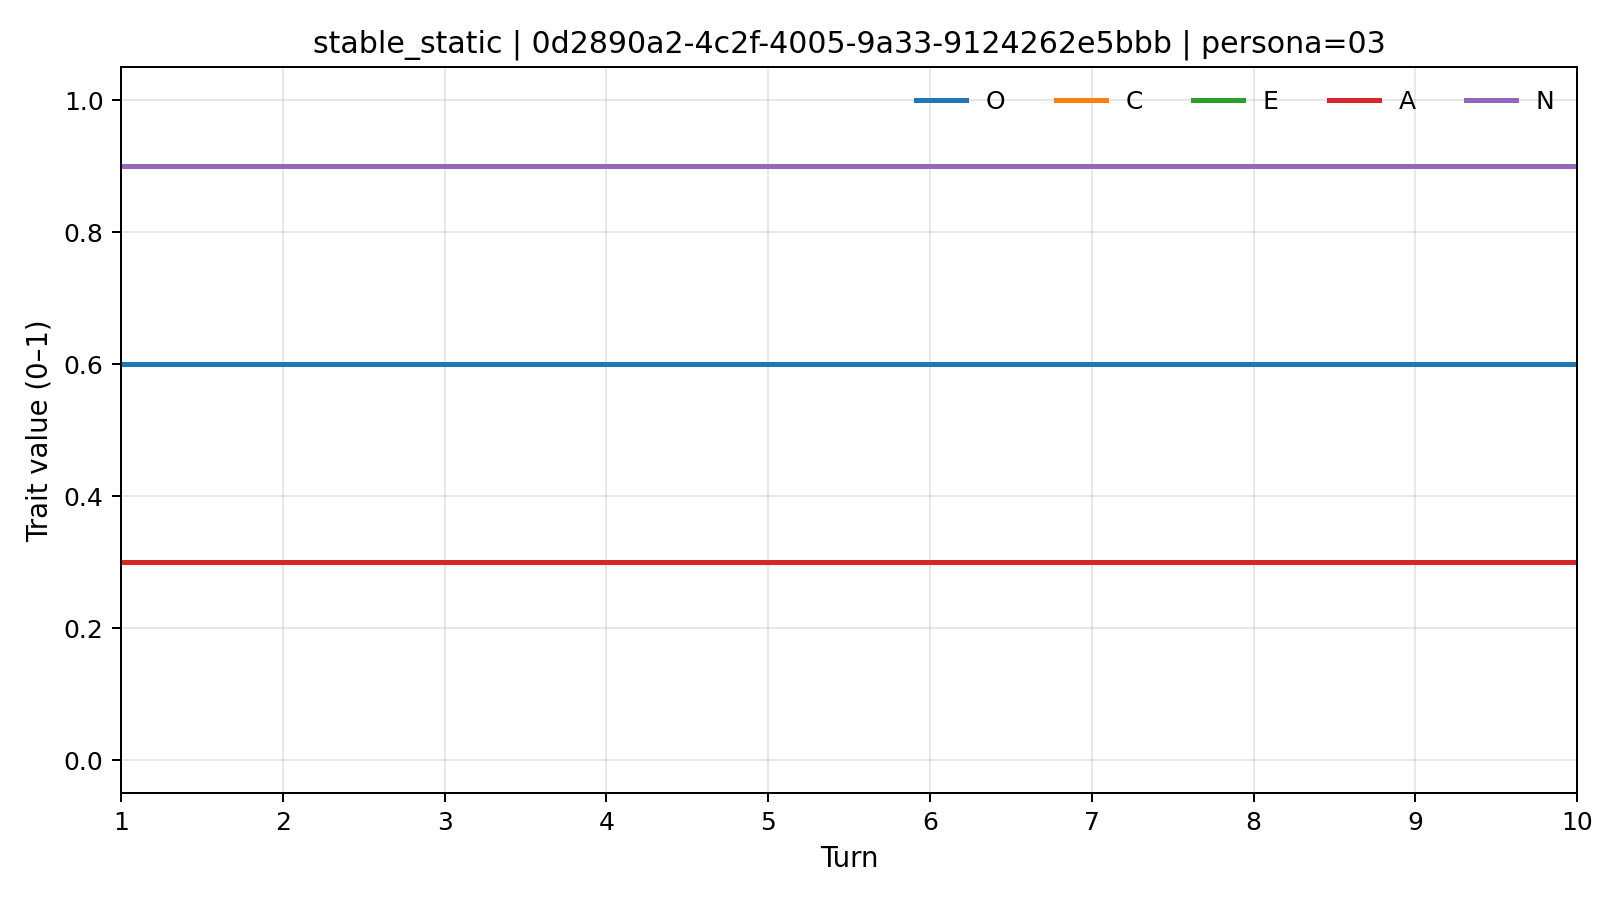 stable_static | 0d2890a2-4c2f-4005-9a33-9124262e5bbb | persona=03
O C E A N
Trait value (0–1)
1.0
0.8
0.6
0.4
0.2
0.0
1 2 3 4 5 6 7 8 9 10
Turn